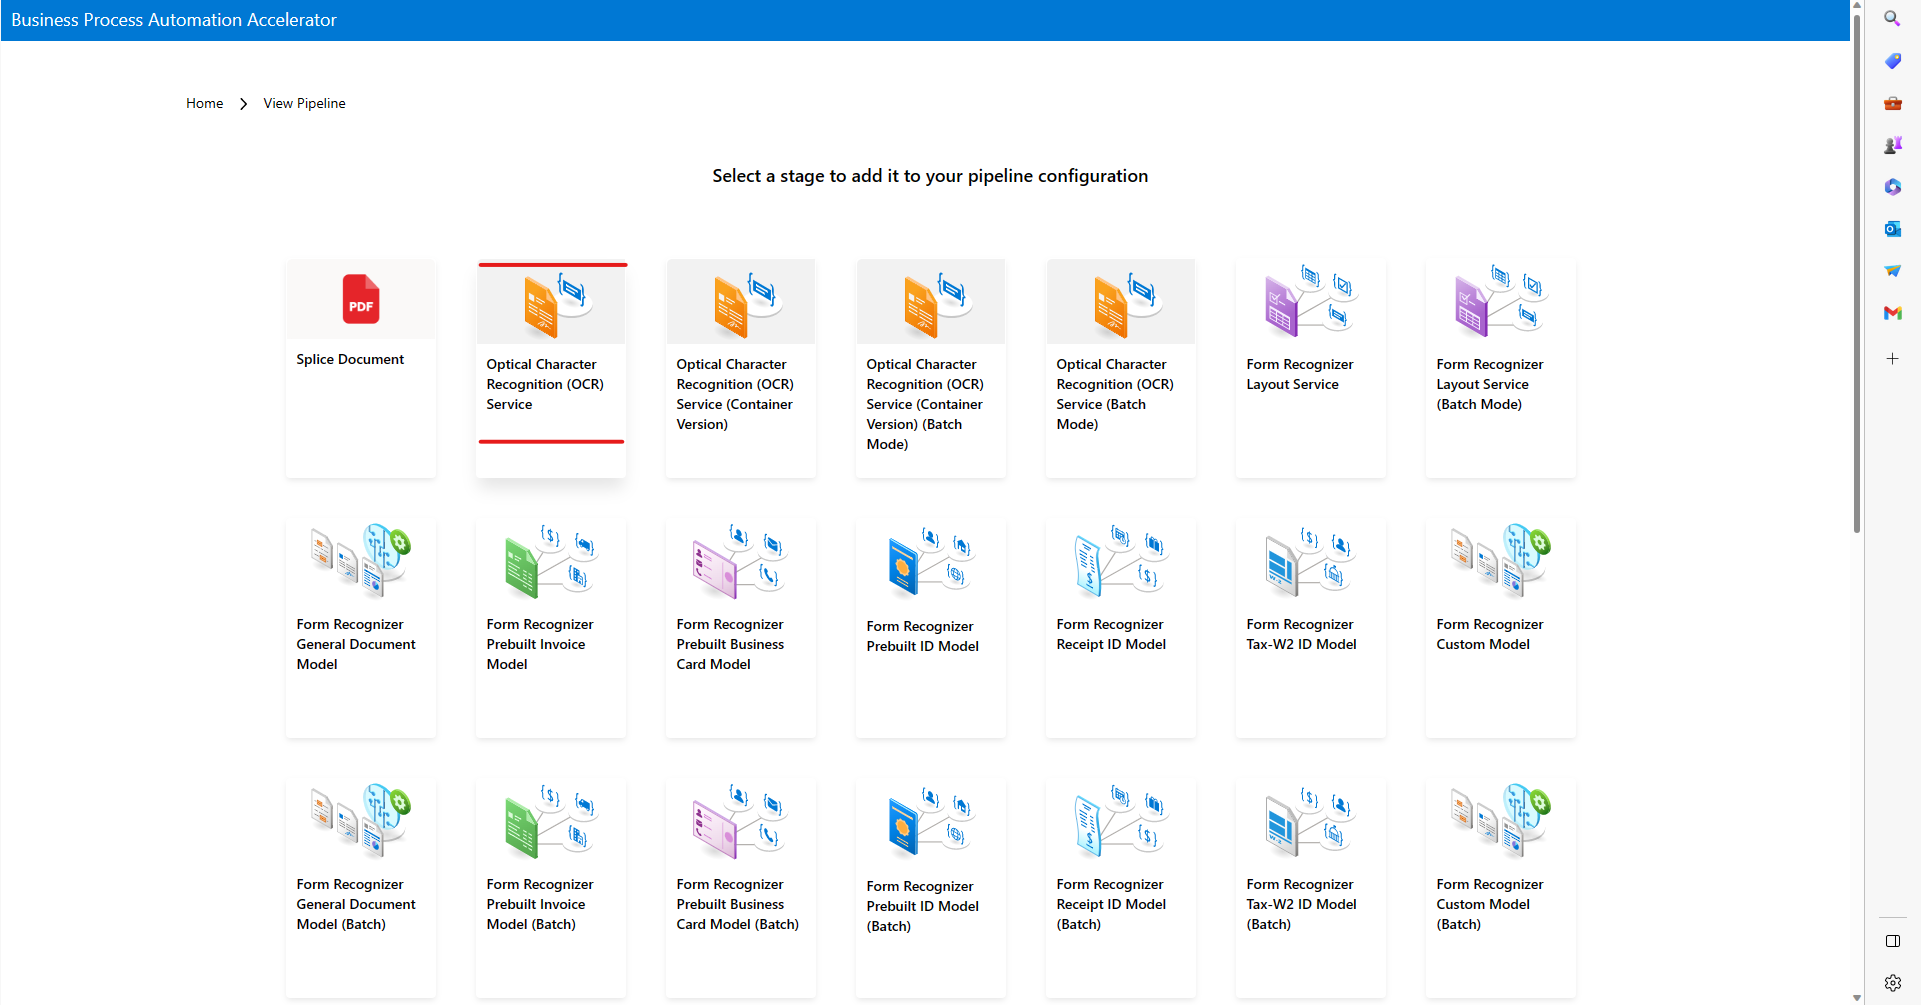 Business Process Automation Accelerator
Home
View Pipeline
Select a stage to add it to your pipeline configuration
PDF
Splice Document
Optical Character
Recognition (OCR)
Service
Optical Character
Recognition (OCR)
Service (Container
Version)
Optical Character
Recognition (OCR)
Service (Container
Version) (Batch
Mode)
Optical Character
Recognition (OCR)
Service (Batch
Mode)
Form Recognizer
Layout Service
Form Recognizer
Layout Service
(Batch Mode)
Form Recognizer
General Document
Model
Form Recognizer
Prebuilt Invoice
Model
Form Recognizer
Prebuilt Business
Card Model
Form Recognizer
Prebuilt ID Model
Form Recognizer
Receipt ID Model
W-2
Form Recognizer
Tax-W2 ID Model
Form Recognizer
Custom Model
Form Recognizer
General Document
Model (Batch)
Form Recognizer
Prebuilt Invoice
Model (Batch)
Form Recognizer
Prebuilt Business
Card Model (Batch)
Form Recognizer
Prebuilt ID Model
(Batch)
Form Recognizer
Receipt ID Model
(Batch)
W-2
Form Recognizer
Tax-W2 ID Model
(Batch)
Form Recognizer
Custom Model
(Batch)